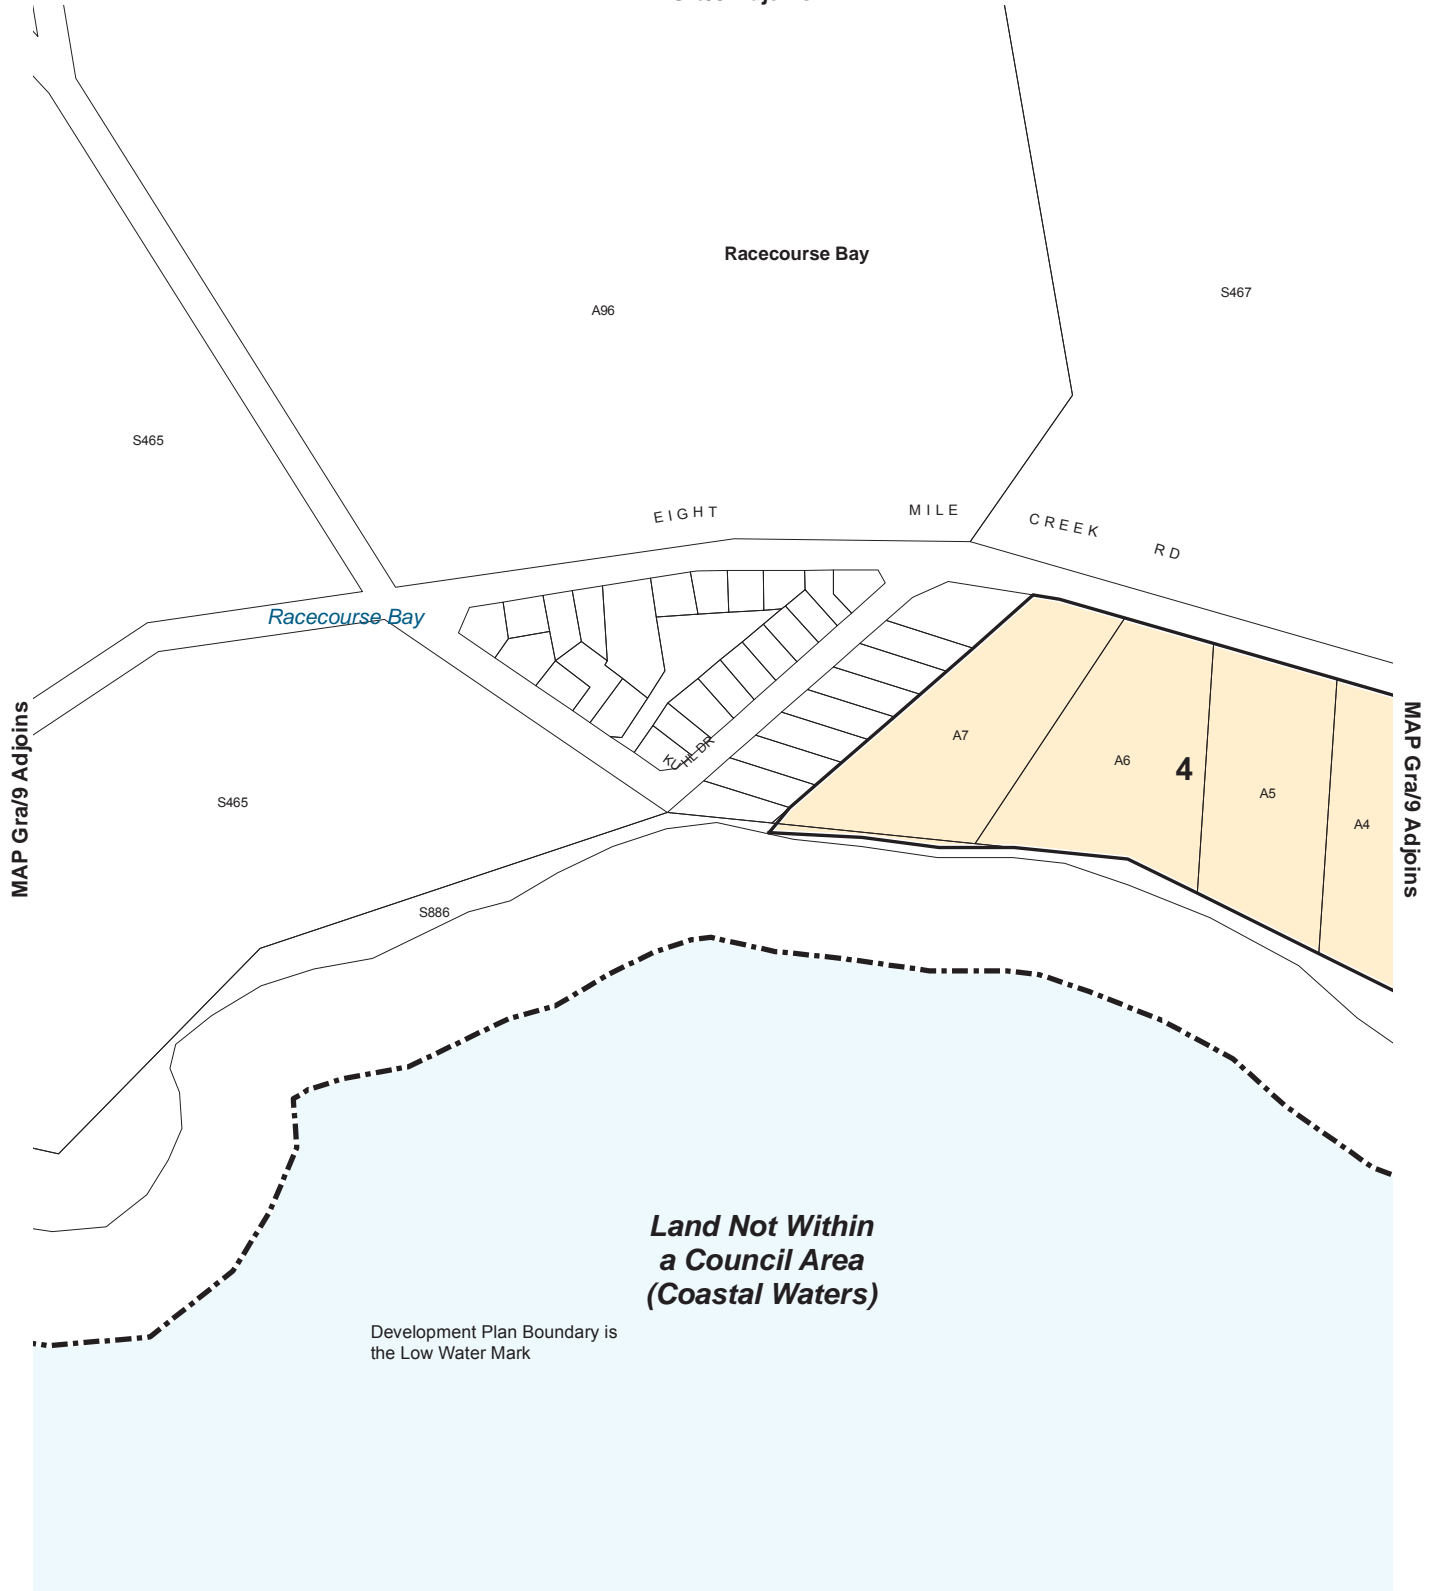 Racecourse Bay
S467
A96
S465
EIGHT MILE CREEK RD
Racecourse Bay
MAP Gra/9 Adjoins
MAP Gra/9 Adjoins
A7
A6
4
A5
A4
KUHL DR
S465
S886
Land Not Within
a Council Area
(Coastal Waters)
Development Plan Boundary is
the Low Water Mark